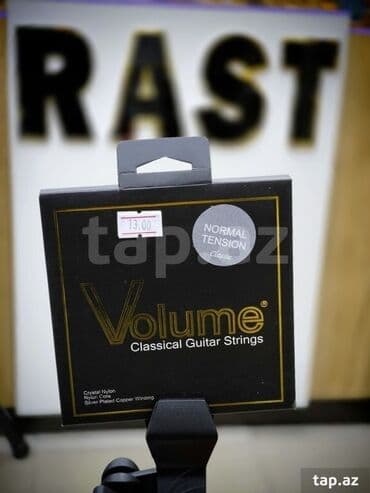 RAST
13.00
NORMAL
TENSION
Classic
tap.az
Volume®
Classical Guitar Strings
Crystal Nylon
Nylon Core
Silver Plated Copper Winding
tap.az